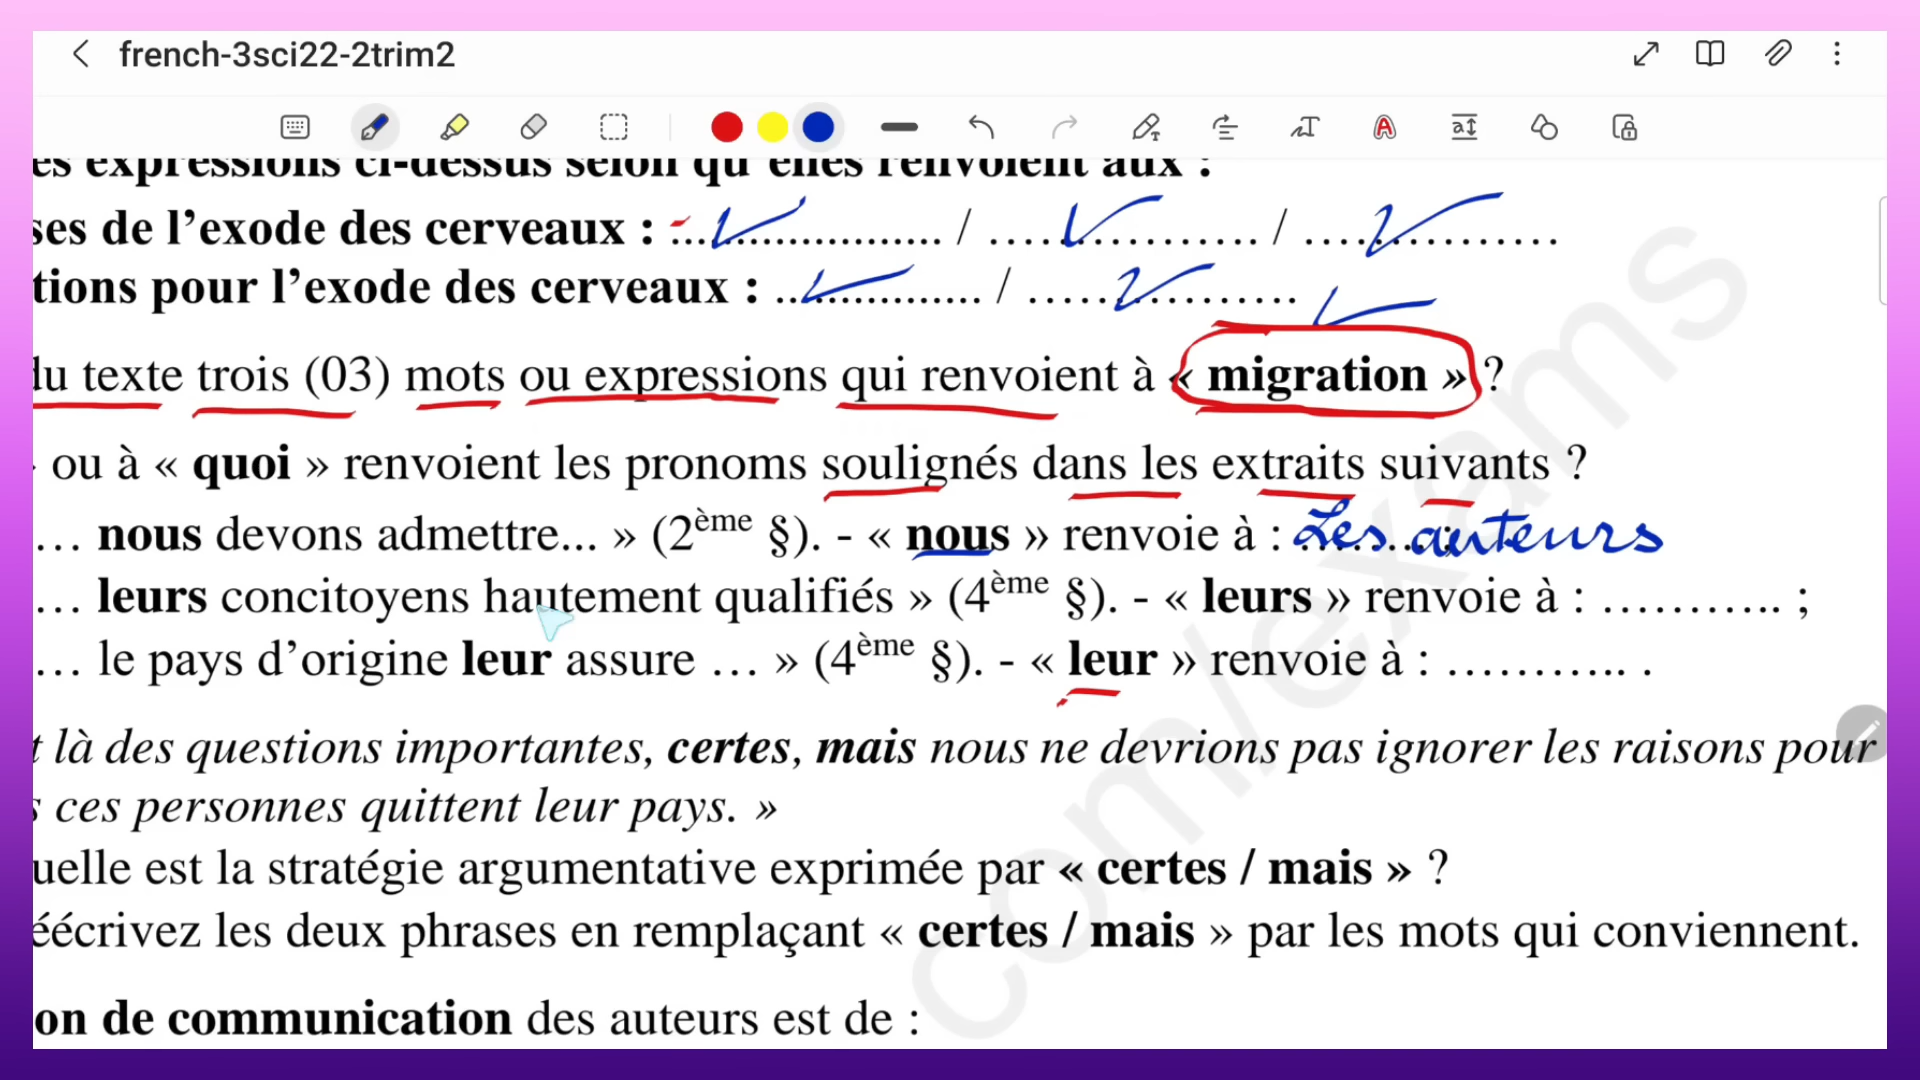 french-3sci22-2trim2
es expressions ci-dessus selon qu'elles renvoient aux :
ses de l'exode des cerveaux : ...................... / ................. / ................
tions pour l'exode des cerveaux : ................. / .................
du texte trois (03) mots ou expressions qui renvoient à « migration » ?
ou à « quoi » renvoient les pronoms soulignés dans les extraits suivants ?
… nous devons admettre... » (2ème §). - « nous » renvoie à : Les auteurs
… leurs concitoyens hautement qualifiés » (4ème §). - « leurs » renvoie à : ……….. ;
… le pays d'origine leur assure … » (4ème §). - « leur » renvoie à : ……….. .
t là des questions importantes, certes, mais nous ne devrions pas ignorer les raisons pour
s ces personnes quittent leur pays. »
uelle est la stratégie argumentative exprimée par « certes / mais » ?
éécrivez les deux phrases en remplaçant « certes / mais » par les mots qui conviennent.
on de communication des auteurs est de :
com/exams